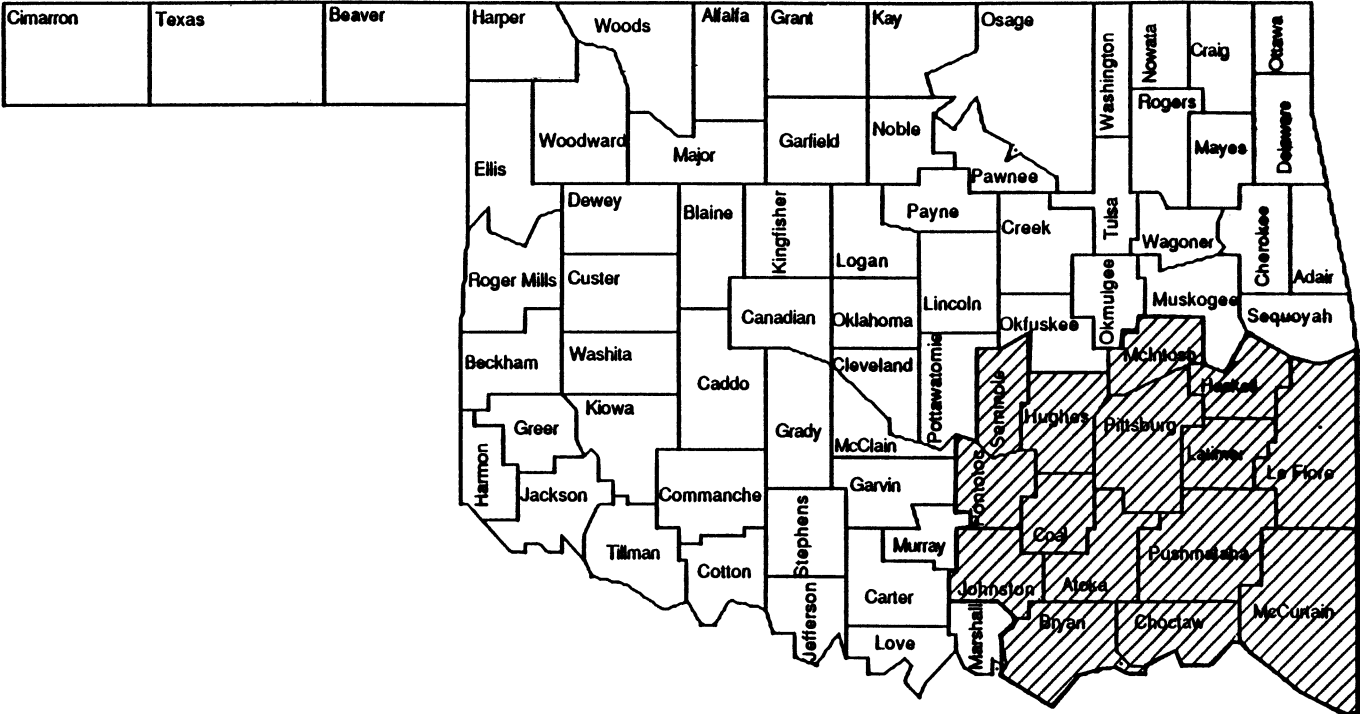 Cimarron
Texas
Beaver
Harper
Woods
Alfalfa
Grant
Kay
Osage
Washington
Nowata
Craig
Ottawa
Rogers
Woodward
Major
Garfield
Noble
Mayes
Delaware
Ellis
Pawnee
Dewey
Blaine
Kingfisher
Payne
Creek
Tulsa
Wagoner
Cherokee
Logan
Roger Mills
Custer
Adair
Lincoln
Okmulgee
Muskogee
Canadian
Oklahoma
Okfuskee
Sequoyah
Beckham
Washita
Caddo
Cleveland
Pottawatomie
Seminole
McIntosh
Haskell
Kiowa
Greer
Grady
McClain
Hughes
Pittsburg
Latimer
Le Flore
Harmon
Jackson
Commanche
Garvin
Pontotoc
Stephens
Coal
Tillman
Cotton
Murray
Pushmataha
Johnston
Atoka
Carter
Jefferson
Love
Marshall
Bryan
Choctaw
McCurtain